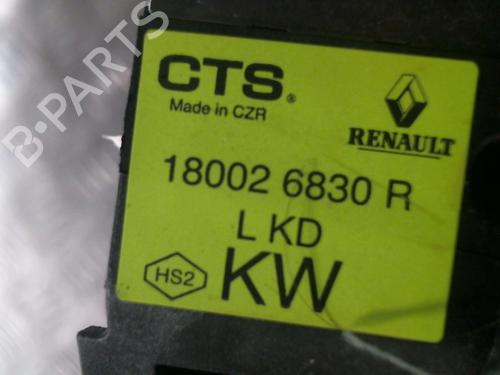 CTS®
Made in CZR
RENAULT
18002 6830 R
L KD
HS2
KW
B-PARTS